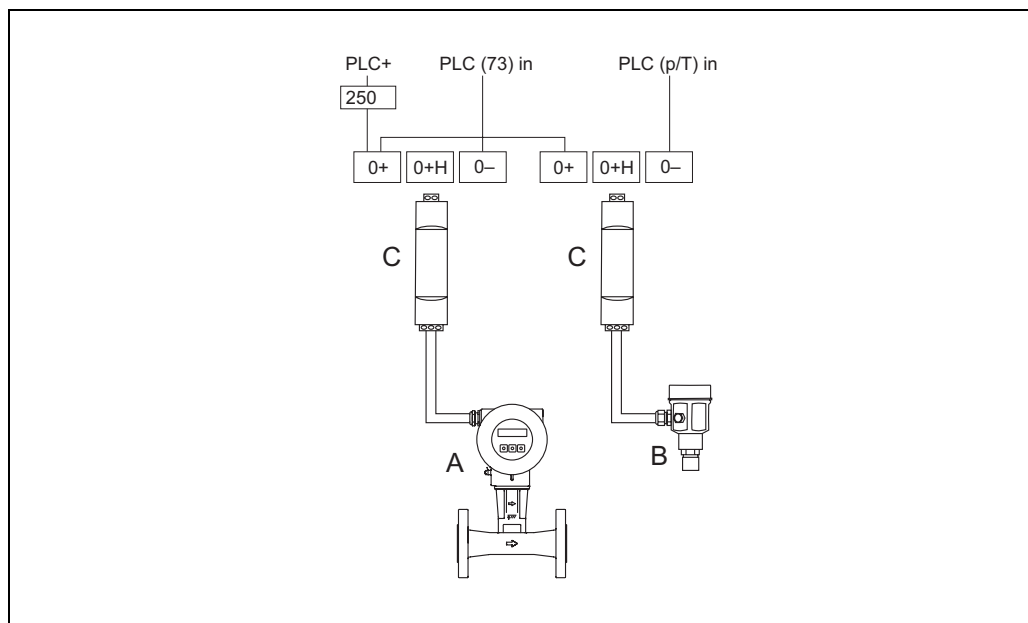 PLC+ PLC (73) in PLC (p/T) in
250
0+ 0+H 0– 0+ 0+H 0–
C C
A B